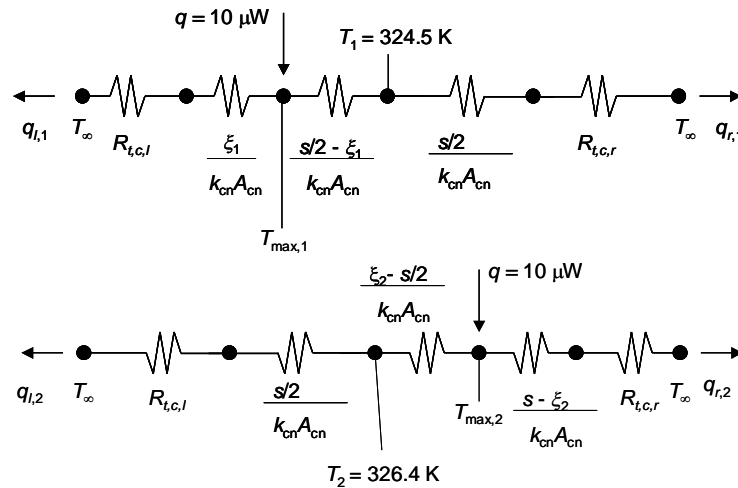 q = 10 μW
T1 = 324.5 K
ql,1
T∞
Rt,c,l
ξ1
kcnAcn
s/2 - ξ1
kcnAcn
s/2
kcnAcn
Rt,c,r
T∞
Tmax,1
ξ2 - s/2
kcnAcn
q = 10 μW
ql,2
T∞
Rt,c,l
s/2
kcnAcn
Tmax,2
s - ξ2
kcnAcn
Rt,c,r
T∞
qr,2
T2 = 326.4 K